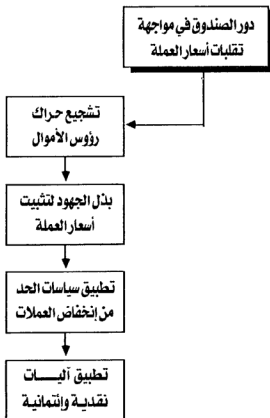 دور الصندوق في مواجهة
تقلبات أسعار العملة
تشجيع حراك
رؤوس الأموال
بذل الجهود لتثبيت
أسعار العملة
تطبيق سياسات الحد
من إنخفاض العملات
تطبيق آليـــات
نقدية وإئتمانية